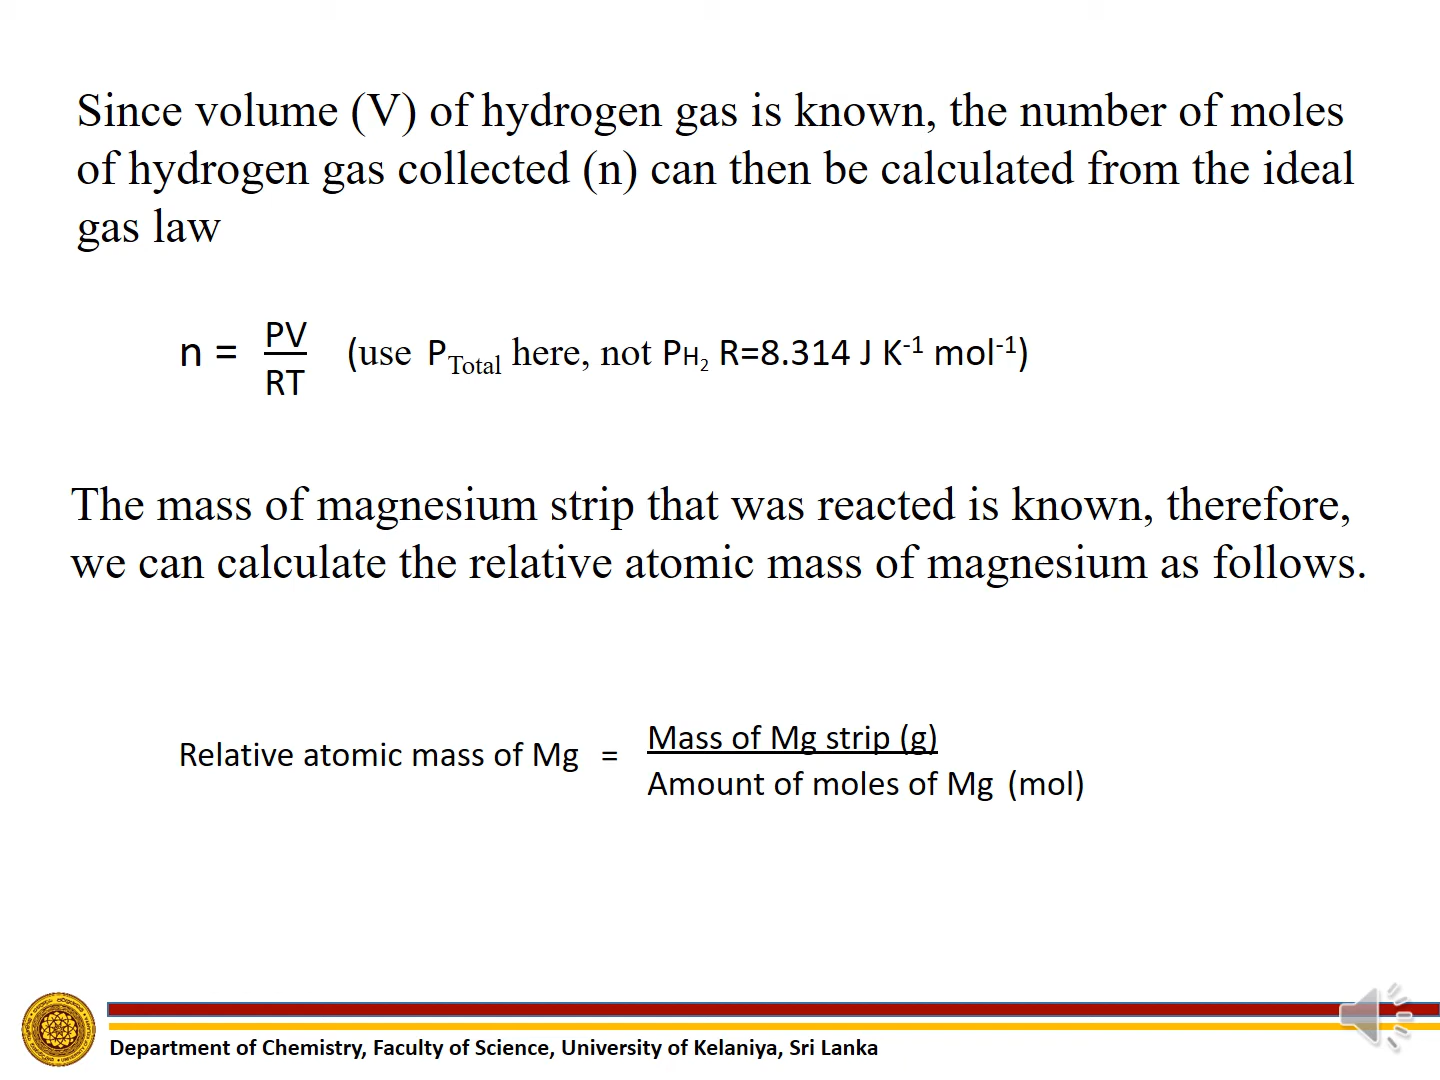 Since volume (V) of hydrogen gas is known, the number of moles
of hydrogen gas collected (n) can then be calculated from the ideal
gas law
n = PV
RT
(use P Total here, not PH₂ R=8.314 J K⁻¹ mol⁻¹)
The mass of magnesium strip that was reacted is known, therefore,
we can calculate the relative atomic mass of magnesium as follows.
Relative atomic mass of Mg = Mass of Mg strip (g)
Amount of moles of Mg (mol)
Department of Chemistry, Faculty of Science, University of Kelaniya, Sri Lanka